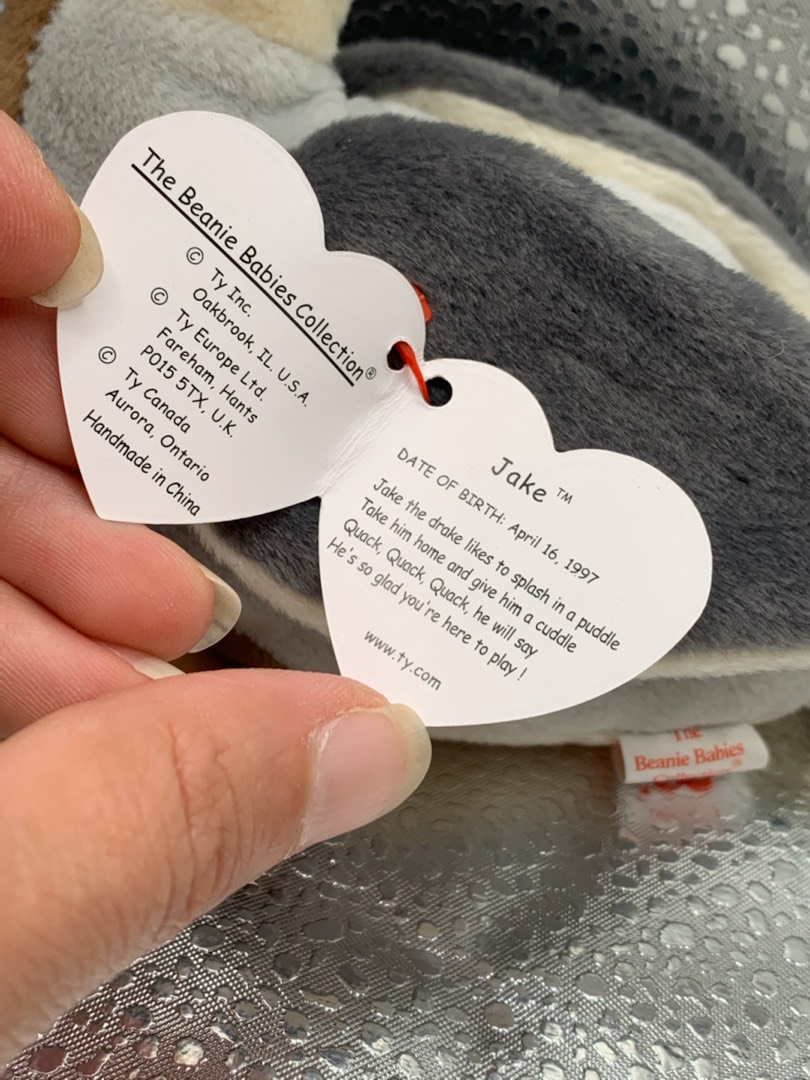 The Beanie Babies Collection®
© Ty Inc.
Oakbrook, IL. U.S.A.
© Ty Europe Ltd.
Fareham, Hants
PO15 5TX, U.K.
© Ty Canada
Aurora, Ontario
Handmade in China
Jake ™
DATE OF BIRTH: April 16, 1997
Jake the drake likes to splash in a puddle
Take him home and give him a cuddle
Quack, Quack, Quack, he will say
He's so glad you're here to play !
www.ty.com
The
Beanie Babies
Collection®